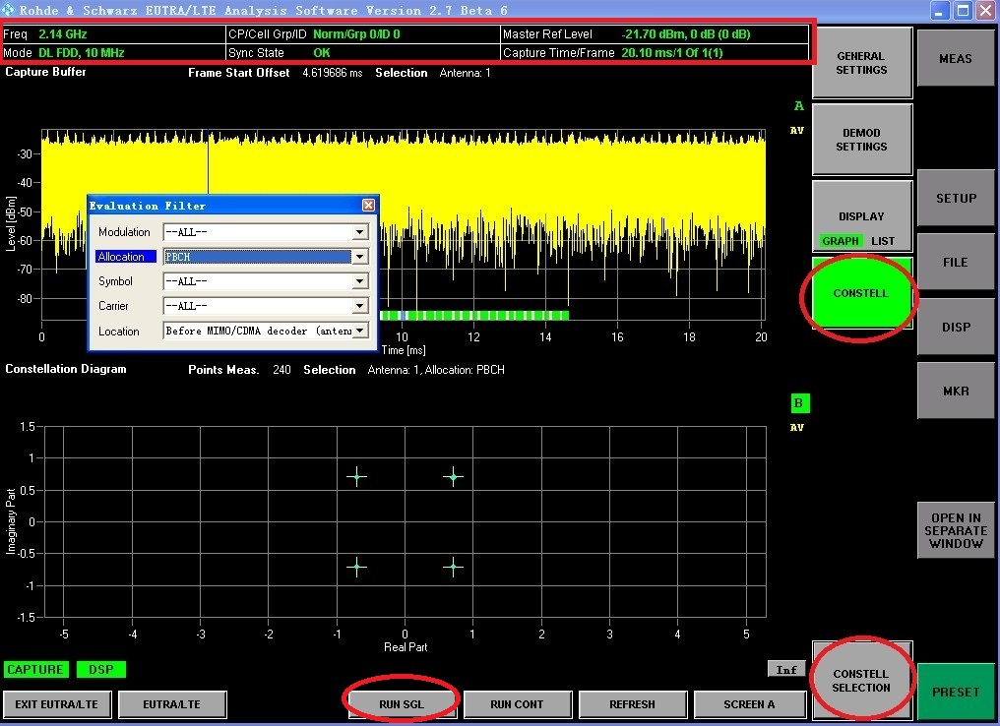 Rohde & Schwarz EUTRA/LTE Analysis Software Version 2.7 Beta 6
Freq 2.14 GHz CP/Cell Grp/ID Norm/Grp 0/ID 0 Master Ref Level -21.70 dBm, 0 dB (0 dB)
Mode DL FDD, 10 MHz Sync State OK Capture Time/Frame 20.10 ms/1 Of 1(1)
Capture Buffer Frame Start Offset 4.619686 ms Selection Antenna: 1
A
AV
Level [dBm]
-30
-40
-50
-60
-70
-80
0 10 12 14 16 18 20
Time [ms]
Evaluation Filter
Modulation --ALL--
Allocation PBCH
Symbol --ALL--
Carrier --ALL--
Location Before MIMO/CDMA decoder (anten
Constellation Diagram Points Meas. 240 Selection Antenna: 1, Allocation: PBCH
B
AV
Imaginary Part
1.5
1
0.5
0
-0.5
-1
-1.5
-5 -4 -3 -2 -1 0 1 2 3 4 5
Real Part
CAPTURE DSP
Inf
EXIT EUTRA/LTE EUTRA/LTE RUN SGL RUN CONT REFRESH SCREEN A
GENERAL
SETTINGS
DEMOD
SETTINGS
DISPLAY
GRAPH LIST
CONSTELL
CONSTELL
SELECTION
MEAS
SETUP
FILE
DISP
MKR
OPEN IN
SEPARATE
WINDOW
PRESET